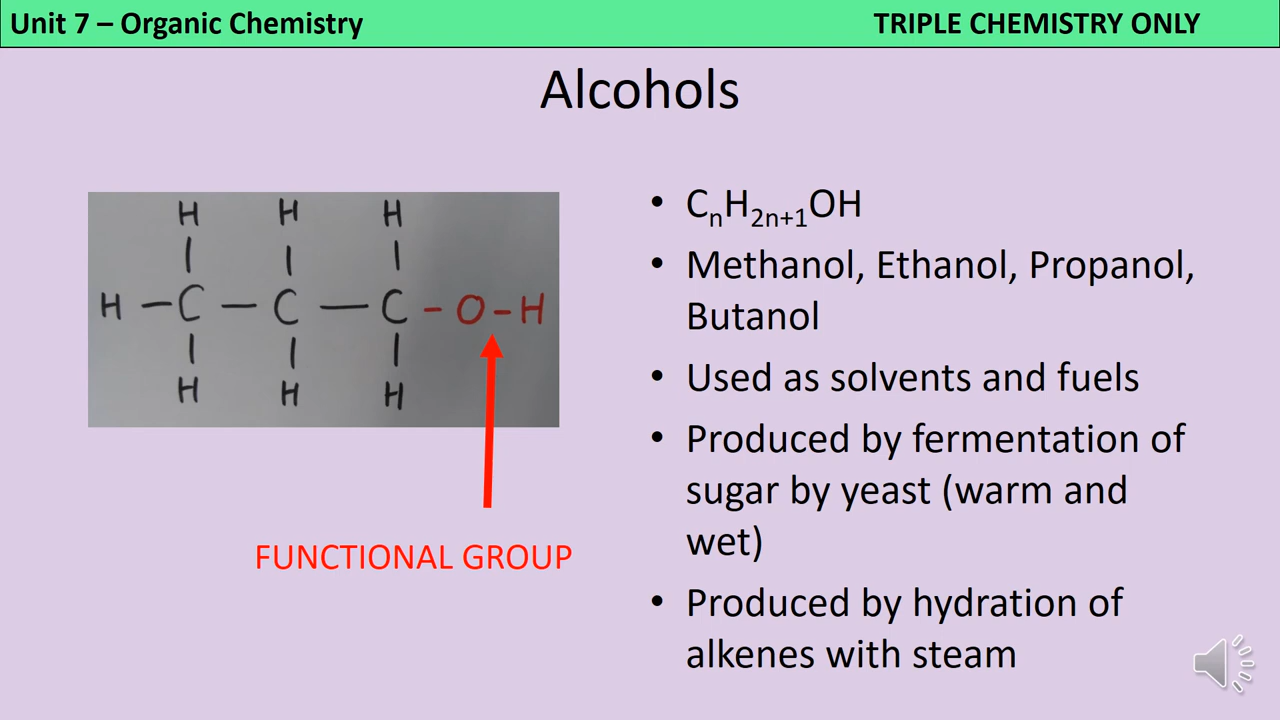 Unit 7 – Organic Chemistry
TRIPLE CHEMISTRY ONLY
Alcohols
H H H
H – C – C – C – O – H
H H H
FUNCTIONAL GROUP
• CₙH₂ₙ₊₁OH
• Methanol, Ethanol, Propanol,
Butanol
• Used as solvents and fuels
• Produced by fermentation of
sugar by yeast (warm and
wet)
• Produced by hydration of
alkenes with steam